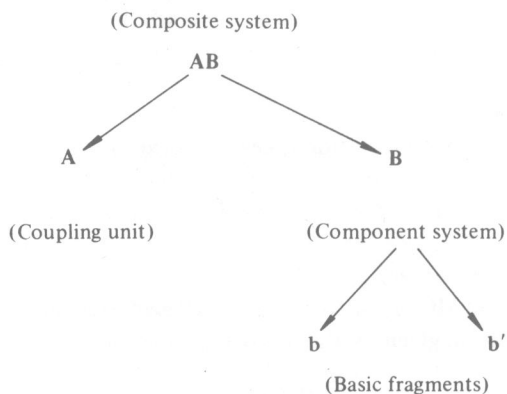 (Composite system)
AB
A B
(Coupling unit) (Component system)
b b′
(Basic fragments)